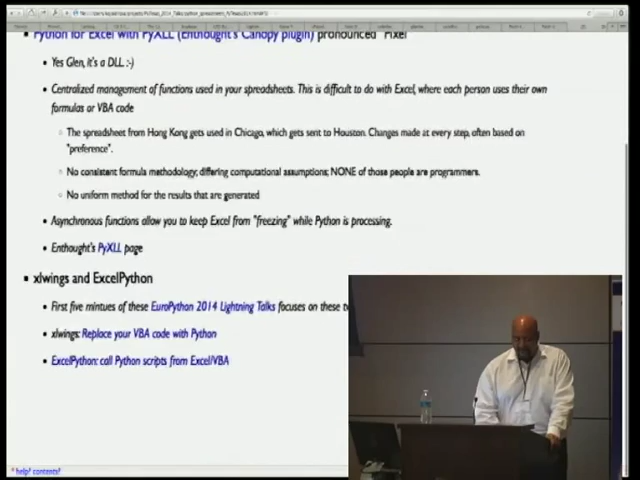 Python for Excel with PyXLL (Enthought's Canopy plugin) pronounced "Pixel"
Yes Glen, it's a DLL :-)
Centralized management of functions used in your spreadsheets. This is difficult to do with Excel, where each person uses their own
formulas or VBA code
The spreadsheet from Hong Kong gets used in Chicago, which gets sent to Houston. Changes made at every step, often based on
"preference".
No consistent formula methodology, differing computational assumptions; NONE of those people are programmers.
No uniform method for the results that are generated
Asynchronous functions allow you to keep Excel from "freezing" while Python is processing.
Enthought's PyXLL page
xlwings and ExcelPython
First five mintues of these EuroPython 2014 Lightning Talks focuses on these
xlwings: Replace your VBA code with Python
ExcelPython: call Python scripts from Excel/VBA
help? contents?